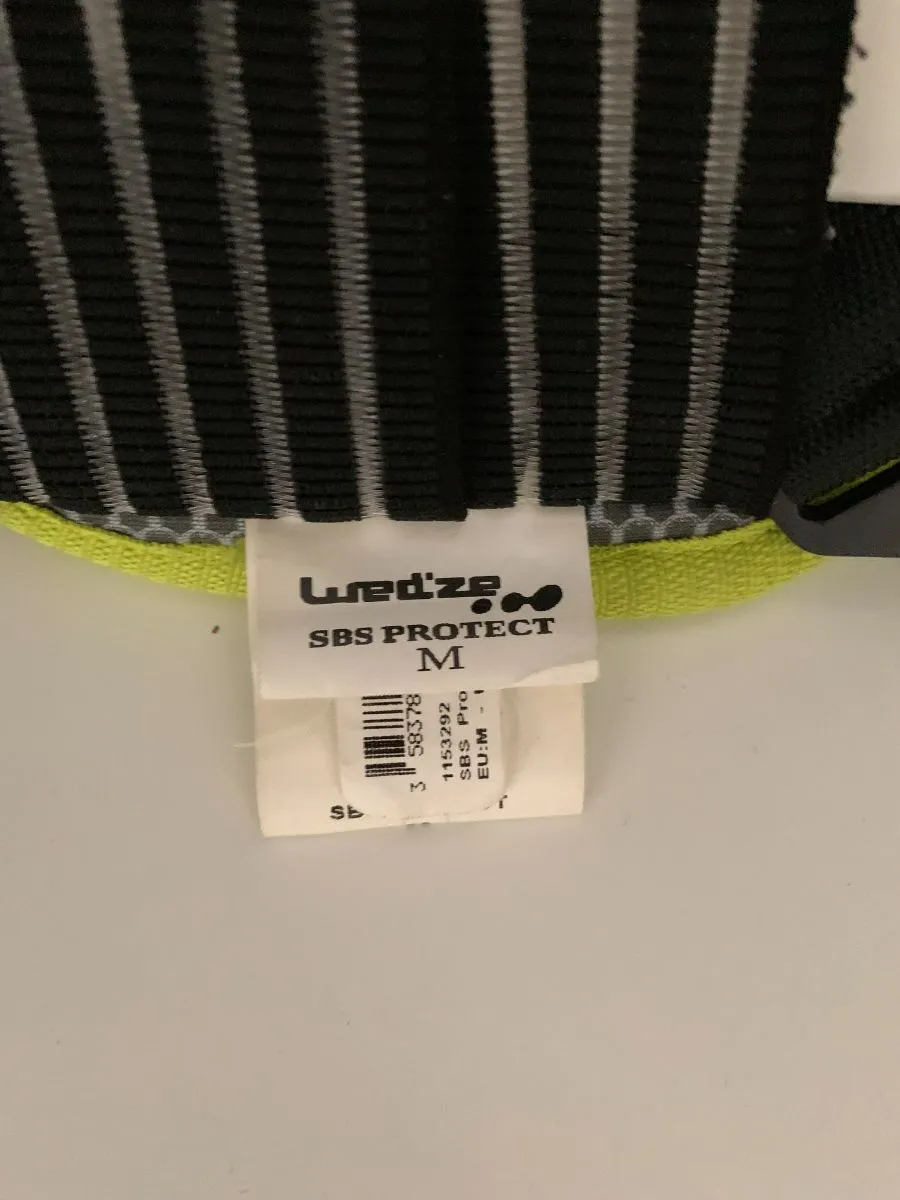 wed'ze
SBS PROTECT
M
3 58378
1153292
SBS Pro
EU:M -
SB
T